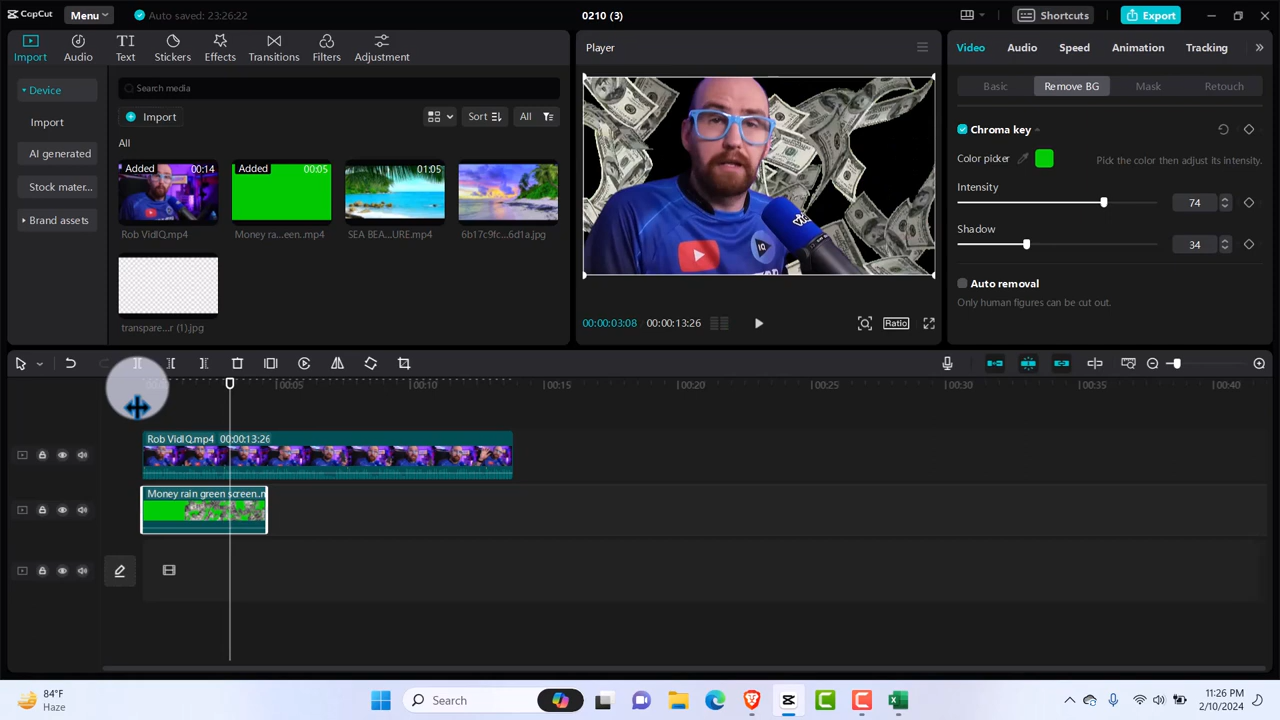 CapCut
Menu
Auto saved: 23:26:22
0210 (3)
Shortcuts
Export
Import
Audio
Text
Stickers
Effects
Transitions
Filters
Adjustment
Player
Video
Audio
Speed
Animation
Tracking
Device
Search media
Basic
Remove BG
Mask
Retouch
Import
Import
Sort
All
AI generated
All
Chroma key
Color picker
Pick the color then adjust its intensity.
Stock mater...
Added
00:14
Added
00:05
01:05
Intensity
74
Brand assets
Rob VidIQ.mp4
Money ra...een..mp4
SEA BEA...URE.mp4
6b17c9fc...6d1a.jpg
Shadow
34
Auto removal
Only human figures can be cut out.
transpare...r (1).jpg
00:00:03:08
00:00:13:26
Ratio
00:05
00:10
00:15
00:20
00:25
00:30
00:35
00:40
Rob VidIQ.mp4 00:00:13:26
Money rain green screen.n
84°F
Haze
Search
11:26 PM
2/10/2024